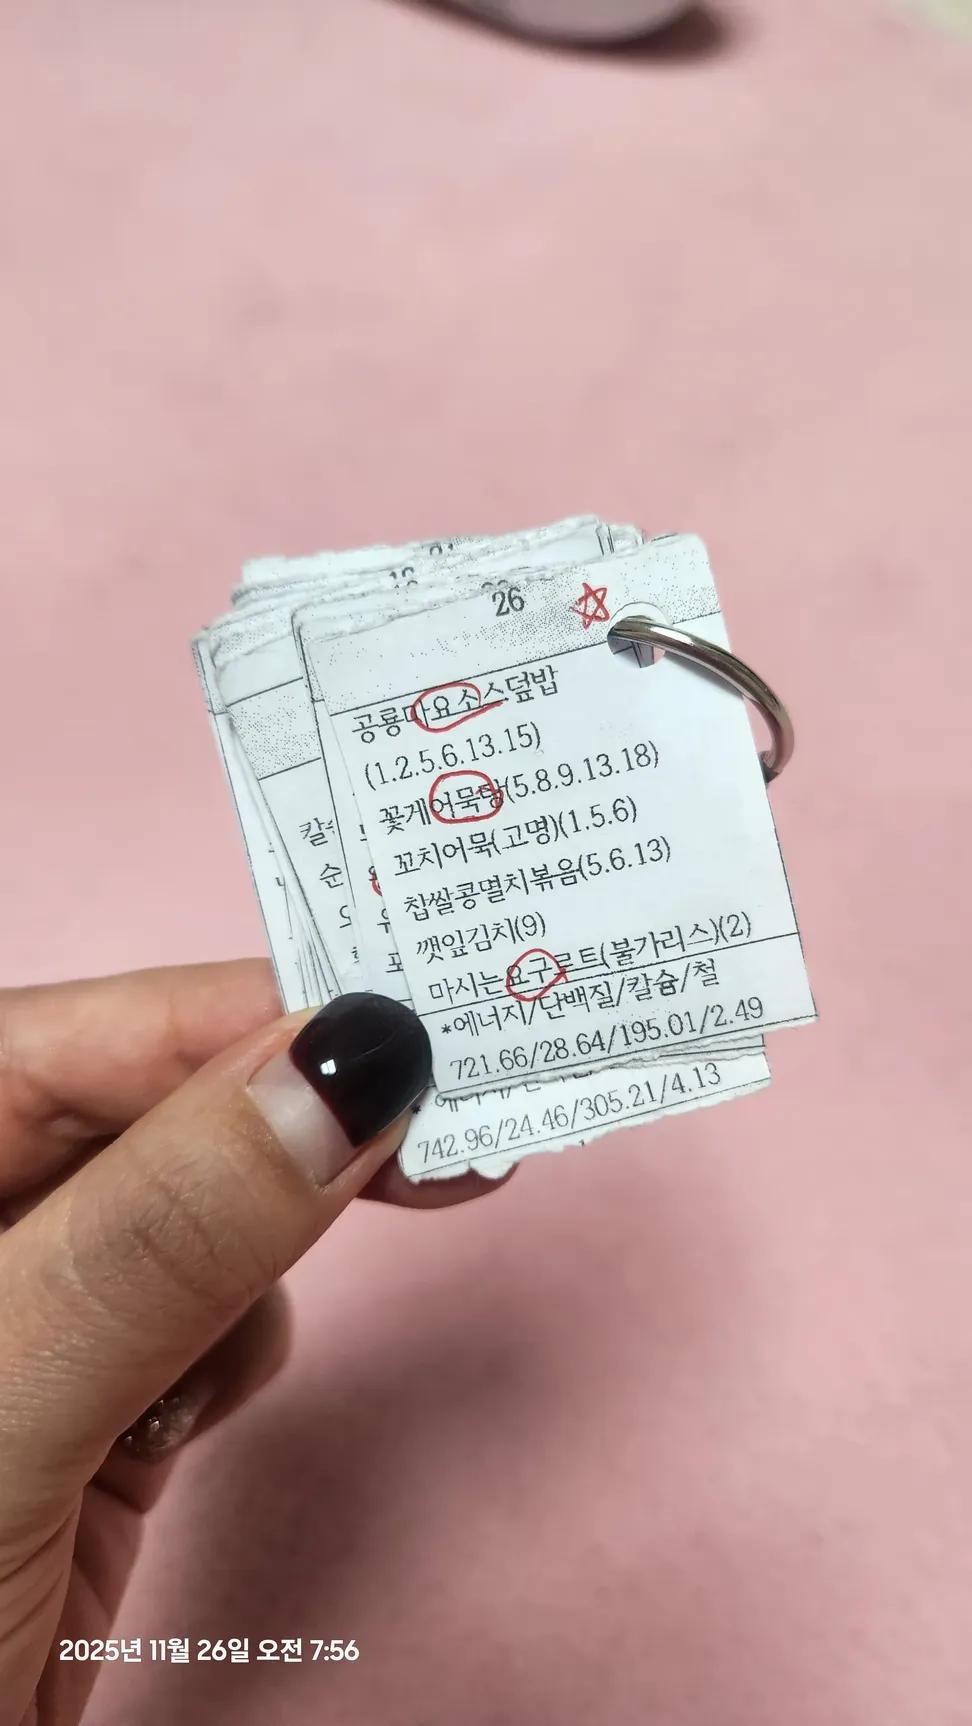 26
공룡마요소스덮밥
(1.2.5.6.13.15)
꽃게어묵탕(5.8.9.13.18)
꼬치어묵(고명)(1.5.6)
찹쌀콩멸치볶음(5.6.13)
깻잎김치(9)
마시는요구르트(불가리스)(2)
*에너지/단백질/칼슘/철
721.66/28.64/195.01/2.49
742.96/24.46/305.21/4.13
칼
순
2025년 11월 26일 오전 7:56